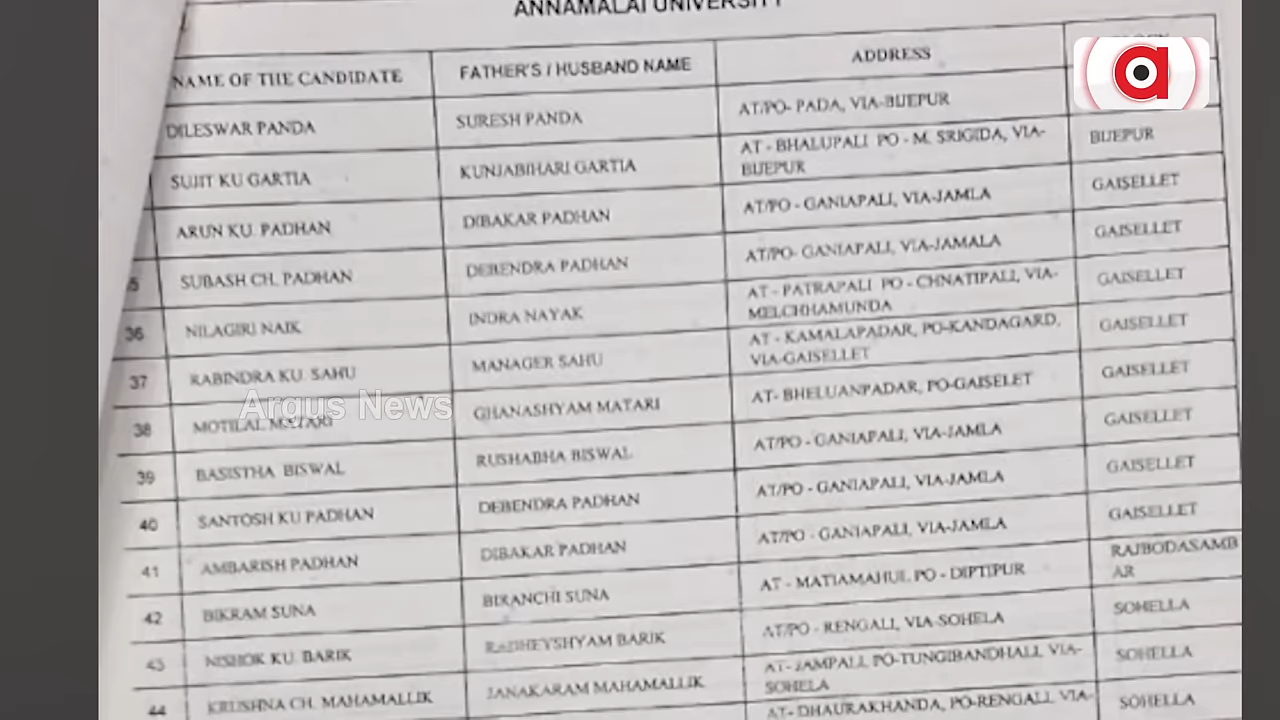 ANNAMALAI UNIVERSITY
NAME OF THE CANDIDATE FATHER'S / HUSBAND NAME ADDRESS
DILESWAR PANDA SURESH PANDA AT/PO- PADA, VIA-BIJEPUR
SUJIT KU GARTIA KUNJABIHARI GARTIA AT - BHALUPALI PO - M. SRIGIDA, VIA-
BIJEPUR BIJEPUR
ARUN KU. PADHAN DIBAKAR PADHAN AT/PO - GANIAPALI, VIA-JAMLA GAISELLET
5 SUBASH CH. PADHAN DEBENDRA PADHAN AT/PO- GANIAPALI, VIA-JAMALA GAISELLET
36 NILAGIRI NAIK INDRA NAYAK AT - PATRAPALI PO - CHNATIPALI, VIA-
MELCHHAMUNDA GAISELLET
37 RABINDRA KU. SAHU MANAGER SAHU AT - KAMALAPADAR, PO-KANDAGARD,
VIA-GAISELLET GAISELLET
38 MOTILAL MATARI GHANASHYAM MATARI AT- BHELUANPADAR, PO-GAISELET GAISELLET
39 BASISTHA BISWAL RUSHABHA BISWAL AT/PO - GANIAPALI, VIA-JAMLA GAISELLET
40 SANTOSH KU PADHAN DEBENDRA PADHAN AT/PO - GANIAPALI, VIA-JAMLA GAISELLET
41 AMBARISH PADHAN DIBAKAR PADHAN AT/PO - GANIAPALI, VIA-JAMLA GAISELLET
42 BIKRAM SUNA BIRANCHI SUNA AT - MATIAMAHUL PO - DIPTIPUR RAJBODASAMB
AR
43 NISHOK KU. BARIK RADHEYSHYAM BARIK AT/PO - RENGALI, VIA-SOHELA SOHELLA
44 KRUSHNA CH. MAHAMALLIK JANAKARAM MAHAMALLIK AT- JAMPALI, PO-TUNGIBANDHALI, VIA-
SOHELA SOHELLA
AT- DHAURAKHANDA, PO-RENGALI, VIA- SOHELLA
Argus News
a